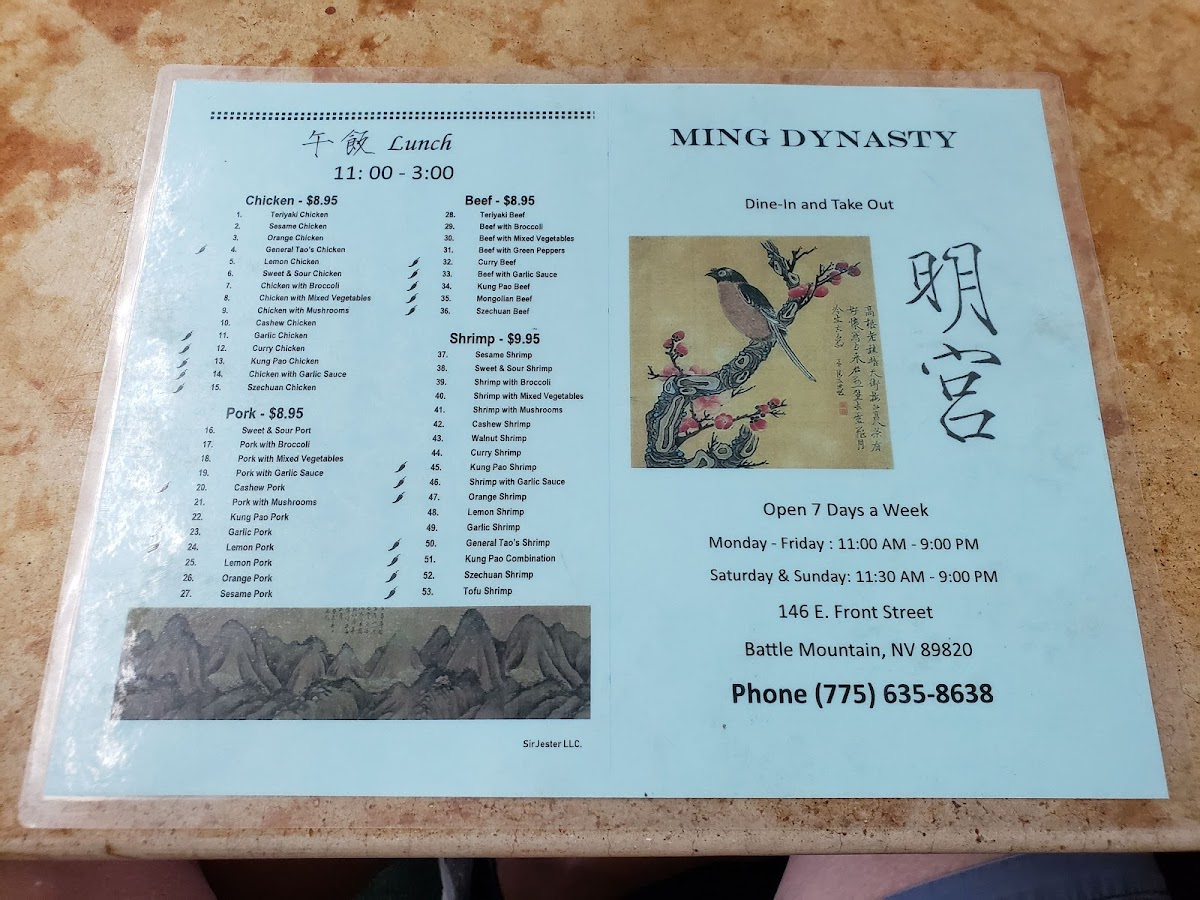 午飯 Lunch
11: 00 - 3:00
Chicken - $8.95
1. Teriyaki Chicken
2. Sesame Chicken
3. Orange Chicken
4. General Tao's Chicken
5. Lemon Chicken
6. Sweet & Sour Chicken
7. Chicken with Broccoli
8. Chicken with Mixed Vegetables
9. Chicken with Mushrooms
10. Cashew Chicken
11. Garlic Chicken
12. Curry Chicken
13. Kung Pao Chicken
14. Chicken with Garlic Sauce
15. Szechuan Chicken
Pork - $8.95
16. Sweet & Sour Port
17. Pork with Broccoli
18. Pork with Mixed Vegetables
19. Pork with Garlic Sauce
20. Cashew Pork
21. Pork with Mushrooms
22. Kung Pao Pork
23. Garlic Pork
24. Lemon Pork
25. Lemon Pork
26. Orange Pork
27. Sesame Pork
Beef - $8.95
28. Teriyaki Beef
29. Beef with Broccoli
30. Beef with Mixed Vegetables
31. Beef with Green Peppers
32. Curry Beef
33. Beef with Garlic Sauce
34. Kung Pao Beef
35. Mongolian Beef
36. Szechuan Beef
Shrimp - $9.95
37. Sesame Shrimp
38. Sweet & Sour Shrimp
39. Shrimp with Broccoli
40. Shrimp with Mixed Vegetables
41. Shrimp with Mushrooms
42. Cashew Shrimp
43. Walnut Shrimp
44. Curry Shrimp
45. Kung Pao Shrimp
46. Shrimp with Garlic Sauce
47. Orange Shrimp
48. Lemon Shrimp
49. Garlic Shrimp
50. General Tao's Shrimp
51. Kung Pao Combination
52. Szechuan Shrimp
53. Tofu Shrimp
SirJester LLC.
MING DYNASTY
Dine-In and Take Out
明宮
Open 7 Days a Week
Monday - Friday : 11:00 AM - 9:00 PM
Saturday & Sunday: 11:30 AM - 9:00 PM
146 E. Front Street
Battle Mountain, NV 89820
Phone (775) 635-8638